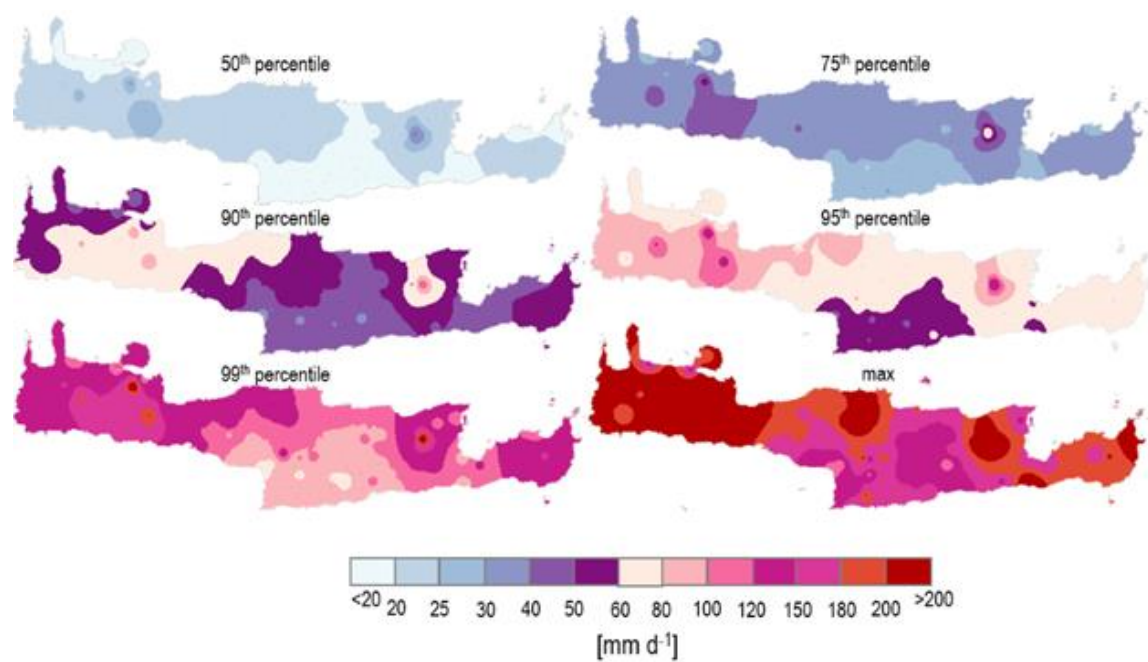 50th percentile
75th percentile
90th percentile
95th percentile
99th percentile
max
<20 20 25 30 40 50 60 80 100 120 150 180 200 >200
[mm d-1]